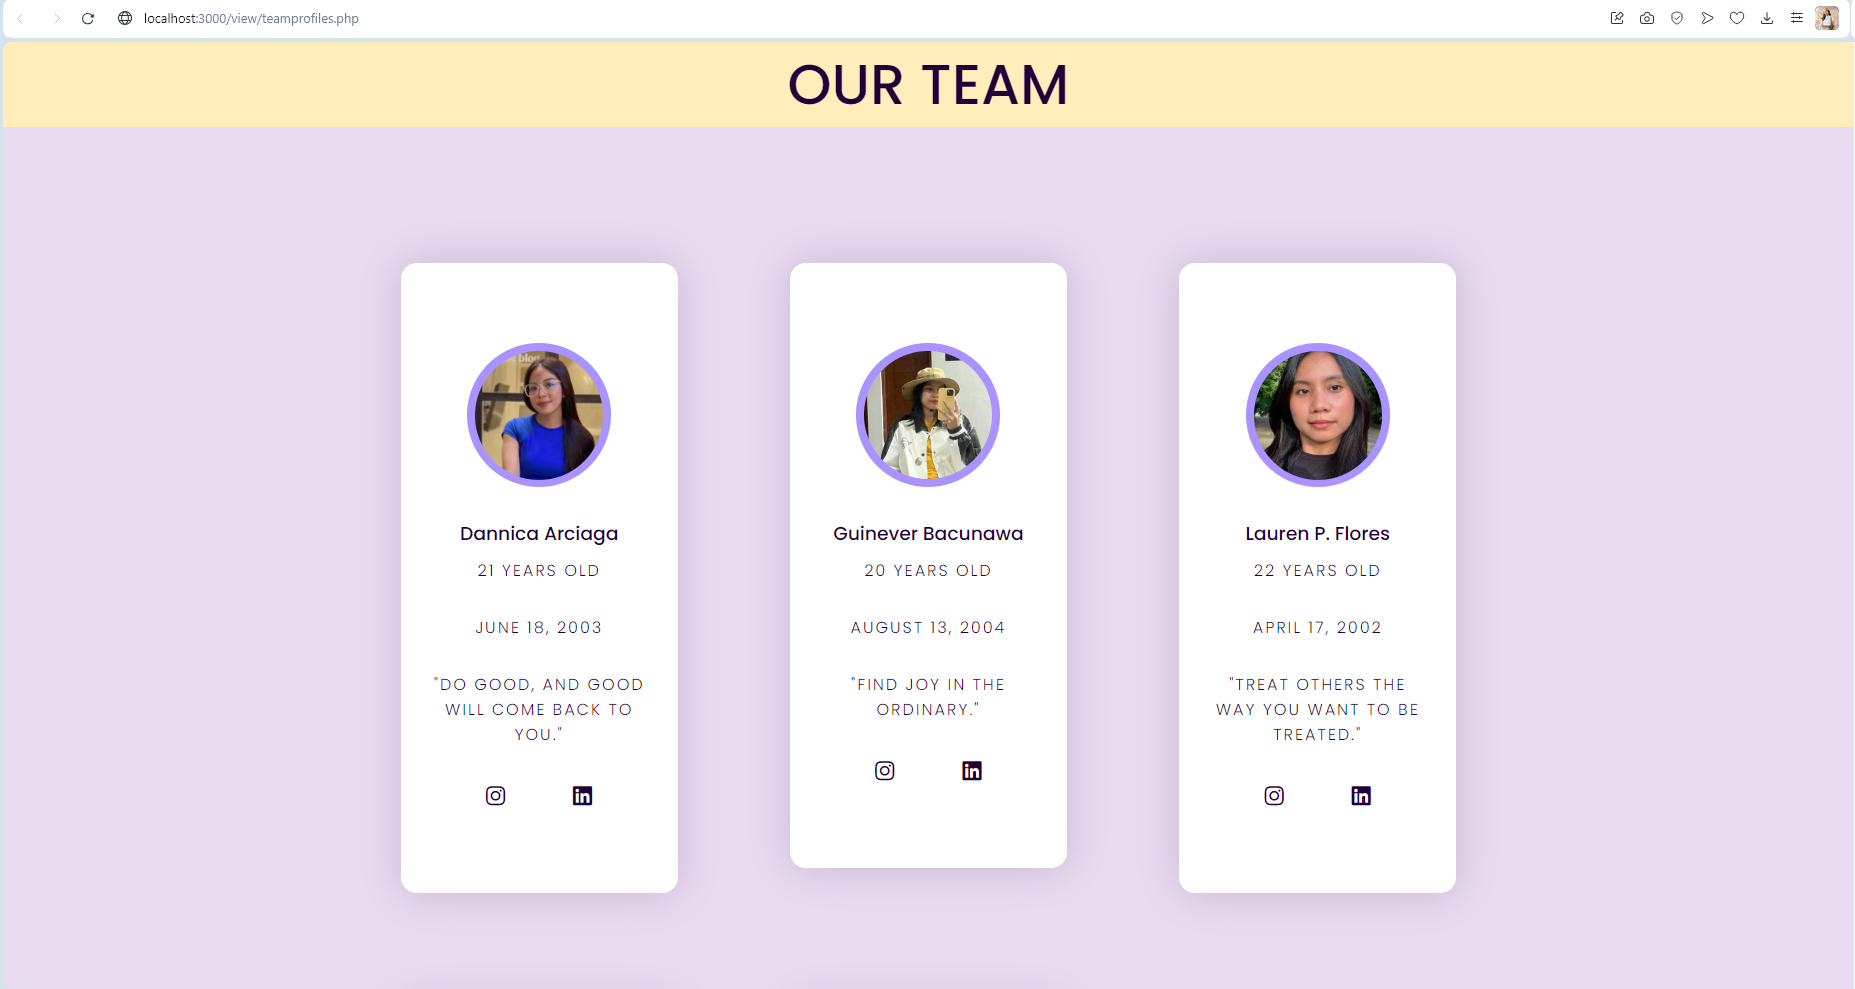 localhost:3000/view/teamprofiles.php
OUR TEAM
Dannica Arciaga
21 YEARS OLD
JUNE 18, 2003
"DO GOOD, AND GOOD
WILL COME BACK TO
YOU."
Guinever Bacunawa
20 YEARS OLD
AUGUST 13, 2004
"FIND JOY IN THE
ORDINARY."
Lauren P. Flores
22 YEARS OLD
APRIL 17, 2002
"TREAT OTHERS THE
WAY YOU WANT TO BE
TREATED."